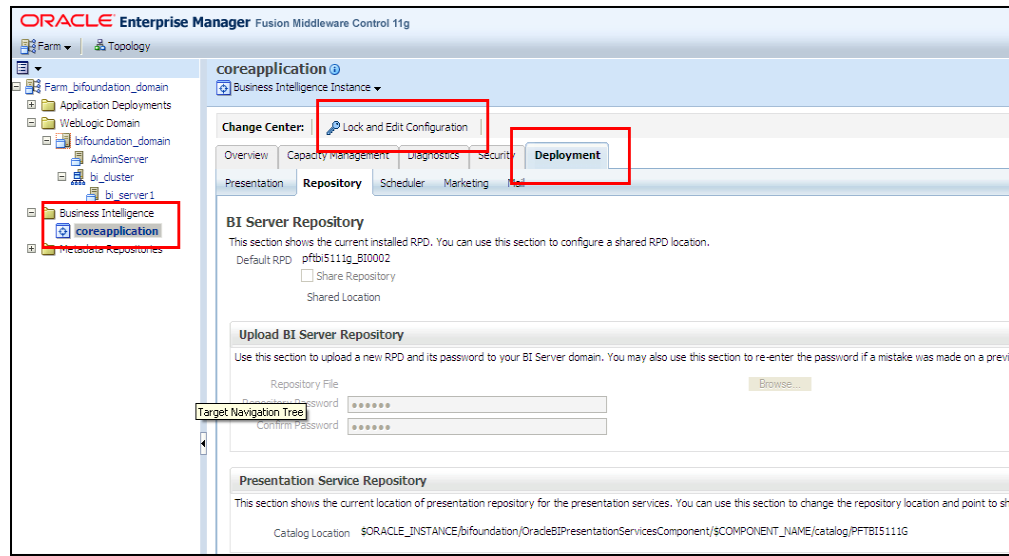 ORACLE Enterprise Manager Fusion Middleware Control 11g
Farm Topology
Farm_bifoundation_domain
Application Deployments
WebLogic Domain
bifoundation_domain
AdminServer
bi_cluster
bi_server1
Business Intelligence
coreapplication
Metadata Repositories
coreapplication
Business Intelligence Instance
Change Center: Lock and Edit Configuration
Overview Capacity Management Diagnostics Security Deployment
Presentation Repository Scheduler Marketing Mail
BI Server Repository
This section shows the current installed RPD. You can use this section to configure a shared RPD location.
Default RPD pftbi5111g_BI0002
Share Repository
Shared Location
Upload BI Server Repository
Use this section to upload a new RPD and its password to your BI Server domain. You may also use this section to re-enter the password if a mistake was made on a previ
Repository File Browse...
Repository Password ●●●●●●
Target Navigation Tree
Confirm Password ●●●●●●
Presentation Service Repository
This section shows the current location of presentation repository for the presentation services. You can use this section to change the repository location and point to sh
Catalog Location $ORACLE_INSTANCE/bifoundation/OracleBIPresentationServicesComponent/$COMPONENT_NAME/catalog/PFTBI5111G